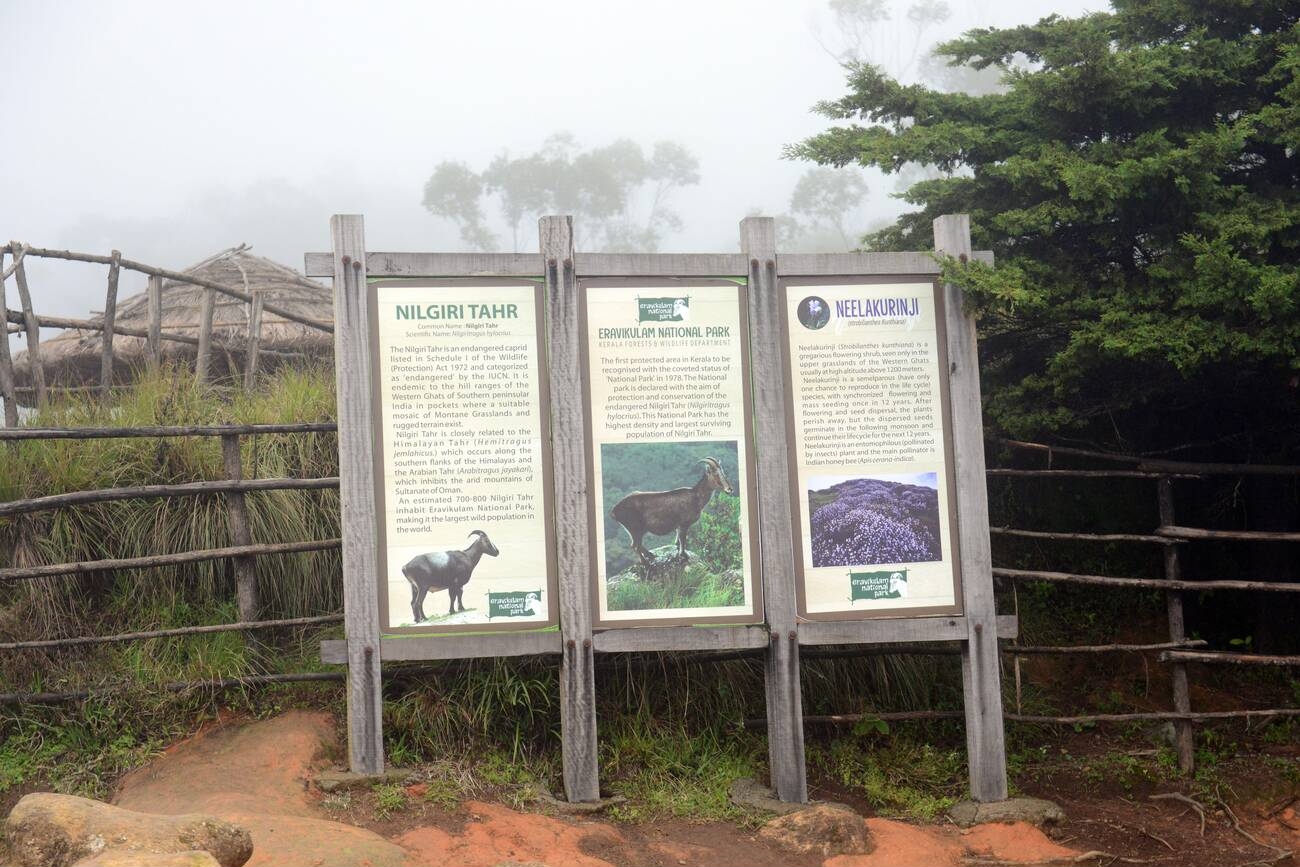 NILGIRI TAHR
Common Name : Nilgiri Tahr
Scientific Name: Nilgiritragus hylocrius
The Nilgiri Tahr is an endangered caprid
listed in Schedule I of the Wildlife
(Protection) Act 1972 and categorized
as 'endangered' by the IUCN. It is
endemic to the hill ranges of the
Western Ghats of Southern peninsular
India in pockets where a suitable
mosaic of Montane Grasslands and
rugged terrain exist.
Nilgiri Tahr is closely related to the
Himalayan Tahr (Hemitragus
jemlahicus.) which occurs along the
southern flanks of the Himalayas and
the Arabian Tahr (Arabitragus jayakari),
which inhibits the arid mountains of
Sultanate of Oman.
An estimated 700-800 Nilgiri Tahr
inhabit Eravikulam National Park,
making it the largest wild population in
the world.
eravikulam
national
park
eravikulam
national
park
ERAVIKULAM NATIONAL PARK
KERALA FORESTS & WILDLIFE DEPARTMENT
The first protected area in Kerala to be
recognised with the coveted status of
'National Park' in 1978. The National
park is declared with the aim of
protection and conservation of the
endangered Nilgiri Tahr (Nilgiritragus
hylocrius). This National Park has the
highest density and largest surviving
population of Nilgiri Tahr.
NEELAKURINJI
(strobilanthes Kunthiana)
Neelakurinji (Strobilanthes Kunthiana) is a
gregarious flowering shrub, seen only in the
upper grasslands of the Western Ghats
usually at high altitude above 1200 meters.
Neelakurinji is a semelparous (have only
one chance to reproduce in the life cycle)
species, with synchronized flowering and
mass seeding once in 12 years. After
flowering and seed dispersal, the plants
perish away, but the dispersed seeds
germinate in the following monsoon and
continue their lifecycle for the next 12 years.
Neelakurinji is an entomophilous (pollinated
by insects) plant and the main pollinator is
Indian honey bee (Apis cerana-indica).
eravikulam
national
park